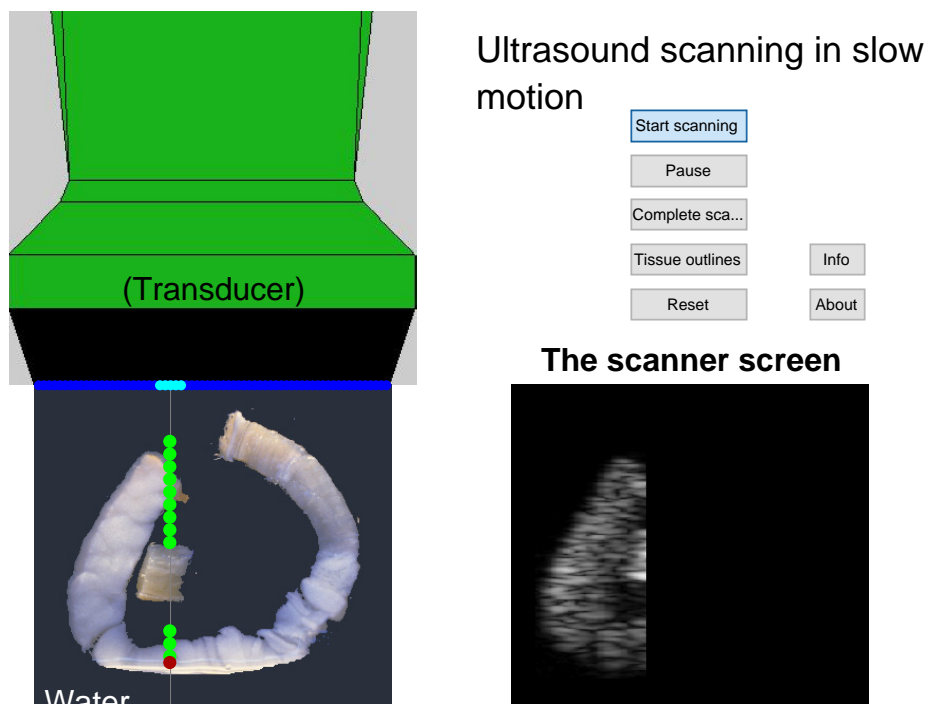 Ultrasound scanning in slow
motion
Start scanning
Pause
Complete sca...
Tissue outlines
Info
Reset
About
(Transducer)
The scanner screen
Water